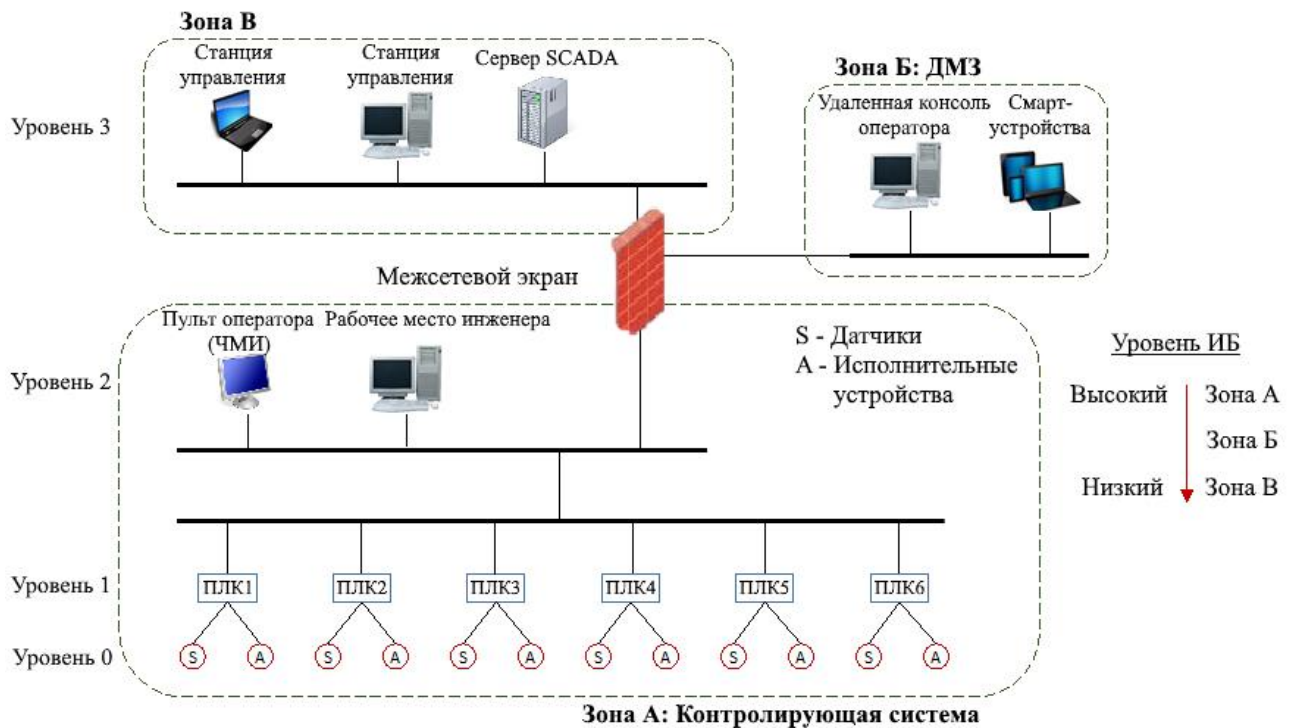 Зона В
Станция
управления
Станция
управления
Сервер SCADA
Уровень 3
Зона Б: ДМЗ
Удаленная консоль
оператора
Смарт-
устройства
Межсетевой экран
Пульт оператора
(ЧМИ)
Рабочее место инженера
S - Датчики
A - Исполнительные
устройства
Уровень 2
Уровень ИБ
Высокий
Зона А
Зона Б
Низкий
Зона В
Уровень 1
ПЛК1
ПЛК2
ПЛК3
ПЛК4
ПЛК5
ПЛК6
Уровень 0
S
A
S
A
S
A
S
A
S
A
S
A
Зона А: Контролирующая система